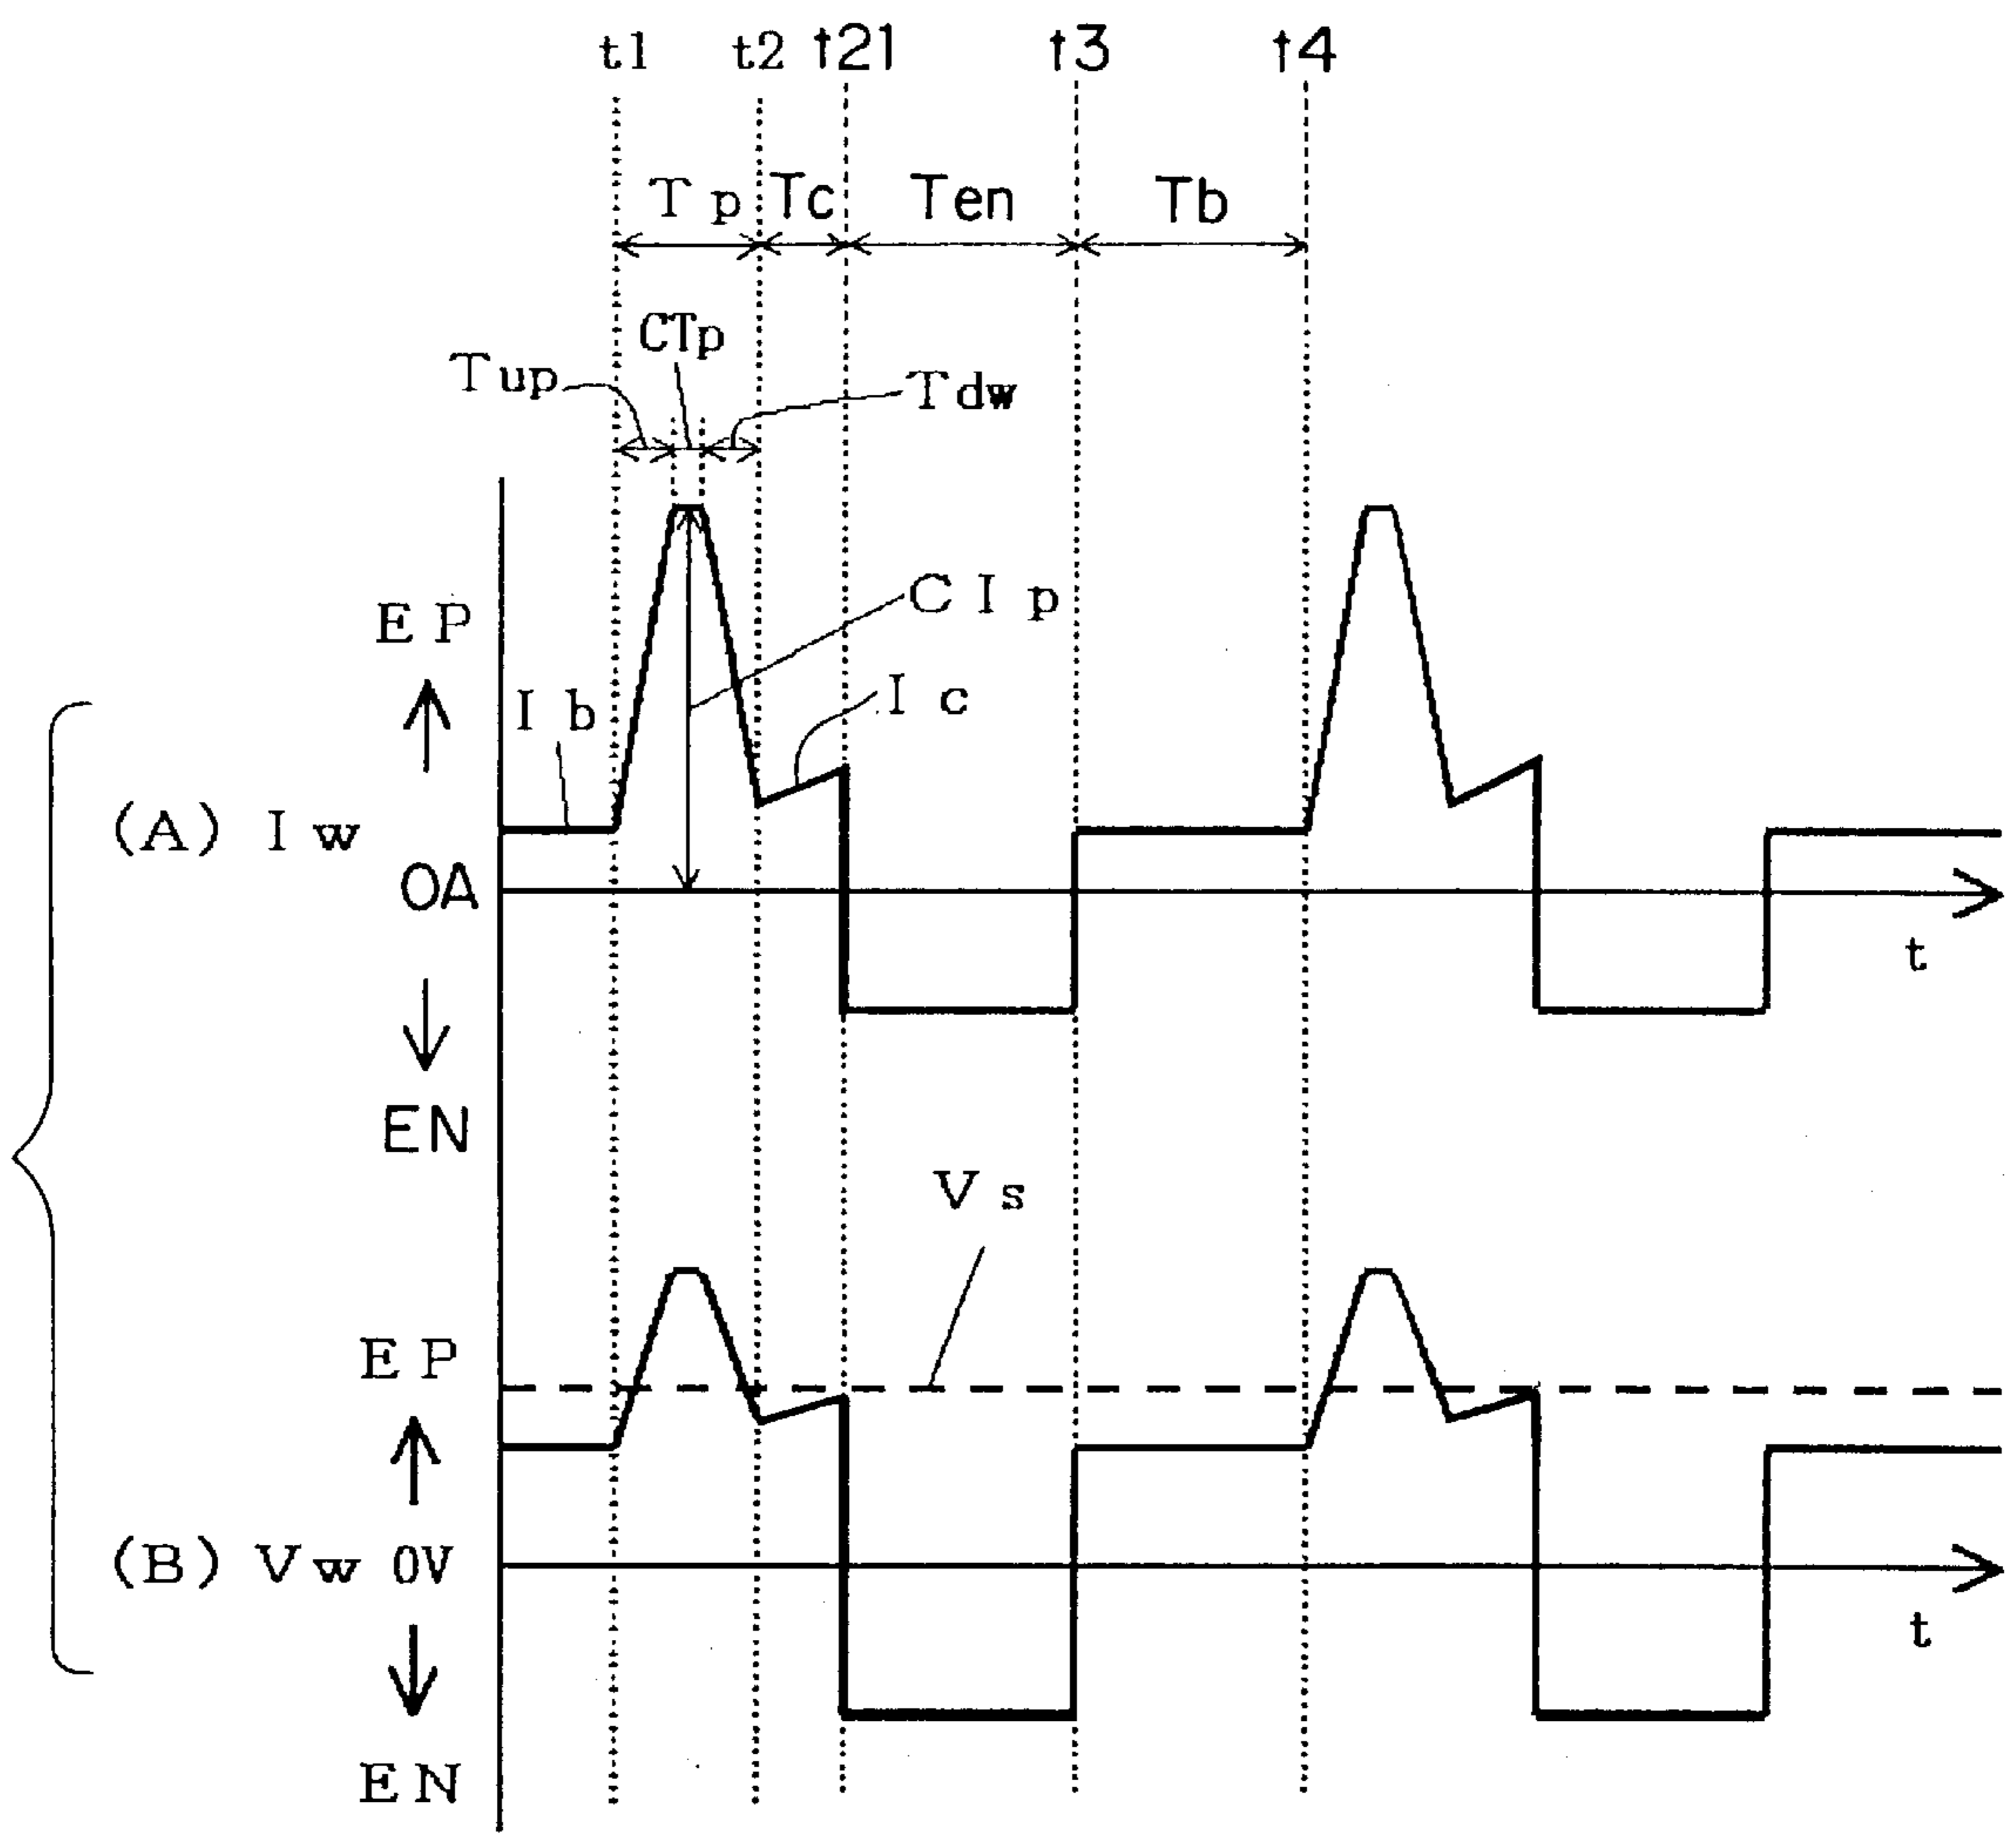 t1 t2 t21 t3 t4
Tp Tc Ten Tb
CTp
Tup Tdw
CIp
EP
Ib Ic
(A) Iw
0A
t
EN
Vs
EP
(B) Vw 0V
t
EN